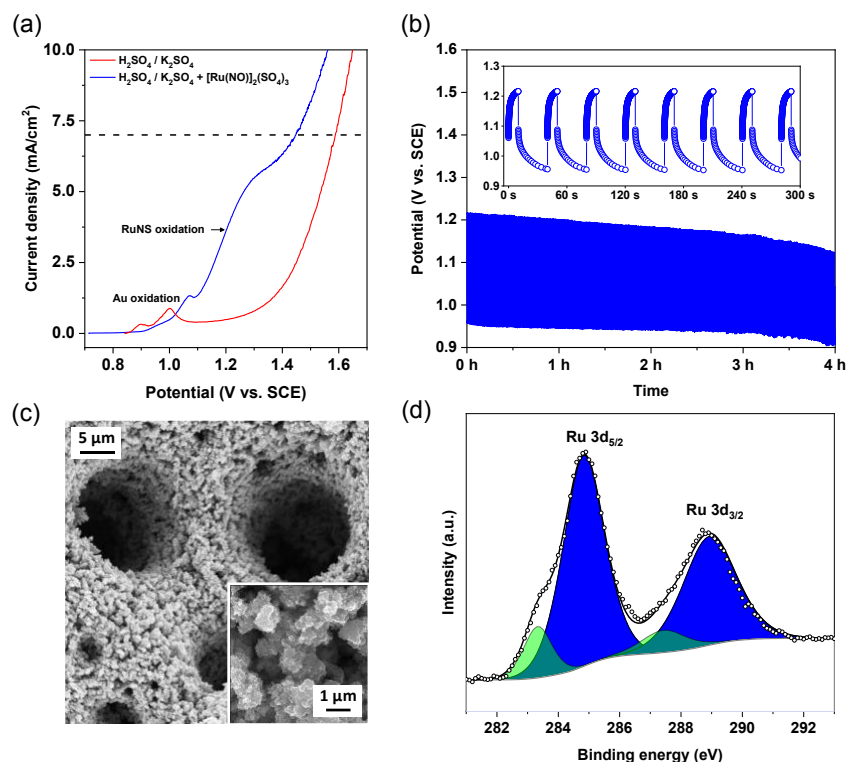 (a)
10.0
7.5
5.0
2.5
0.0
Current density (mA/cm²)
H₂SO₄ / K₂SO₄
H₂SO₄ / K₂SO₄ + [Ru(NO)]₂(SO₄)₃
RuNS oxidation
Au oxidation
0.8 1.0 1.2 1.4 1.6
Potential (V vs. SCE)
(b)
1.6
1.5
1.4
1.3
1.2
1.1
1.0
0.9
Potential (V vs. SCE)
1.3
1.2
1.1
1.0
0.9
0 s 60 s 120 s 180 s 240 s 300 s
0 h 1 h 2 h 3 h 4 h
Time
(c)
5 µm
1 µm
(d)
Ru 3d₅/₂
Ru 3d₃/₂
Intensity (a.u.)
282 284 286 288 290 292
Binding energy (eV)